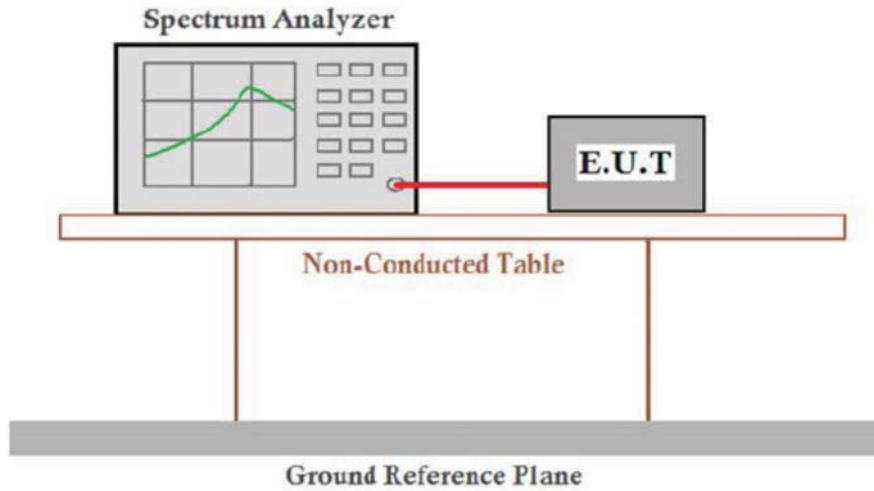 Spectrum Analyzer
E.U.T
Non-Conducted Table
Ground Reference Plane